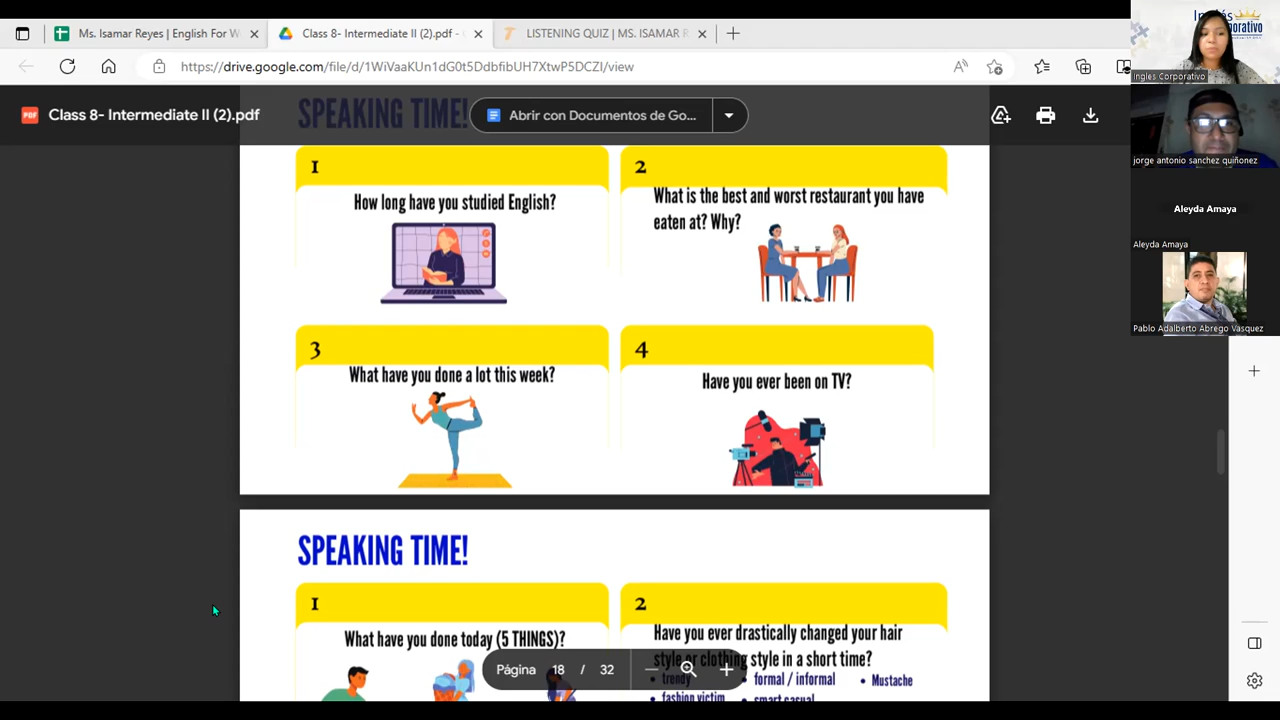 Ms. Isamar Reyes | English For W
Class 8- Intermediate II (2).pdf -
LISTENING QUIZ | MS. ISAMAR R
https://drive.google.com/file/d/1WiVaaKUn1dG0t5DdbfibUH7XtwP5DCZI/view
PDF
Class 8- Intermediate II (2).pdf
Abrir con Documentos de Go...
SPEAKING TIME!
1
How long have you studied English?
2
What is the best and worst restaurant you have
eaten at? Why?
3
What have you done a lot this week?
4
Have you ever been on TV?
SPEAKING TIME!
1
What have you done today (5 THINGS)?
2
Have you ever drastically changed your hair
style or clothing style in a short time?
• trendy
• formal / informal
• Mustache
fashion victim
smart casual
Página 18 / 32
Ingles Corporativo
jorge antonio sanchez quiñonez
Aleyda Amaya
Aleyda Amaya
Pablo Adalberto Abrego Vasquez